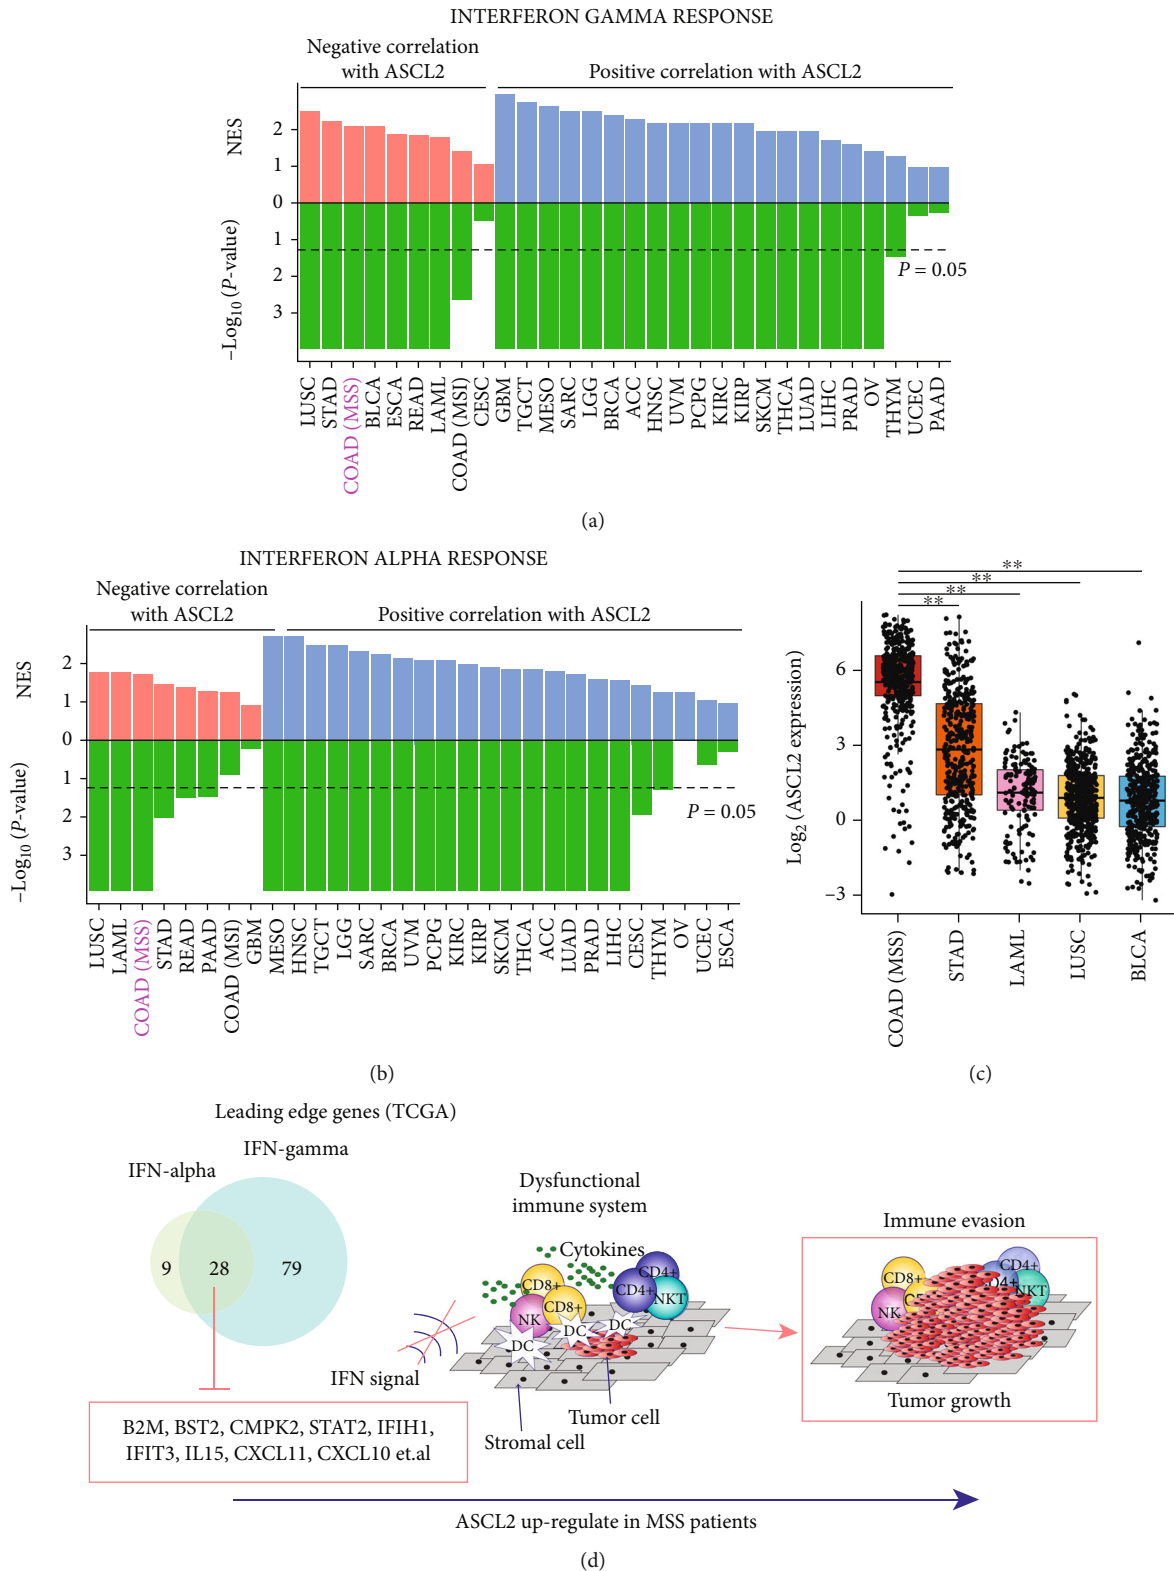 INTERFERON GAMMA RESPONSE
Negative correlation
with ASCL2
Positive correlation with ASCL2
NES
2
1
0
1
2
3
−Log10 (P-value)
P = 0.05
LUSC
STAD
COAD (MSS)
BLCA
ESCA
READ
LAML
COAD (MSI)
CESC
GBM
TGCT
MESO
SARC
LGG
BRCA
ACC
HNSC
UVM
PCPG
KIRC
KIRP
SKCM
THCA
LUAD
LIHC
PRAD
OV
THYM
UCEC
PAAD
(a)
INTERFERON ALPHA RESPONSE
Negative correlation
with ASCL2
Positive correlation with ASCL2
NES
2
1
0
1
2
3
−Log10 (P-value)
P = 0.05
LUSC
LAML
COAD (MSS)
STAD
READ
PAAD
COAD (MSI)
GBM
MESO
HNSC
TGCT
LGG
SARC
BRCA
UVM
PCPG
KIRC
KIRP
SKCM
THCA
ACC
LUAD
PRAD
LIHC
CESC
THYM
OV
UCEC
ESCA
(b)
**
**
**
**
Log2 (ASCL2 expression)
6
3
0
−3
COAD (MSS)
STAD
LAML
LUSC
BLCA
(c)
Leading edge genes (TCGA)
IFN-gamma
IFN-alpha
9
28
79
B2M, BST2, CMPK2, STAT2, IFIH1,
IFIT3, IL15, CXCL11, CXCL10 et.al
IFN signal
Dysfunctional
immune system
Cytokines
CD8+
CD8+
NK
CD4+
CD4+
NKT
DC
DC
DC
Tumor cell
Stromal cell
Immune evasion
CD8+
NK
CD4+
NKT
Tumor growth
ASCL2 up-regulate in MSS patients
(d)